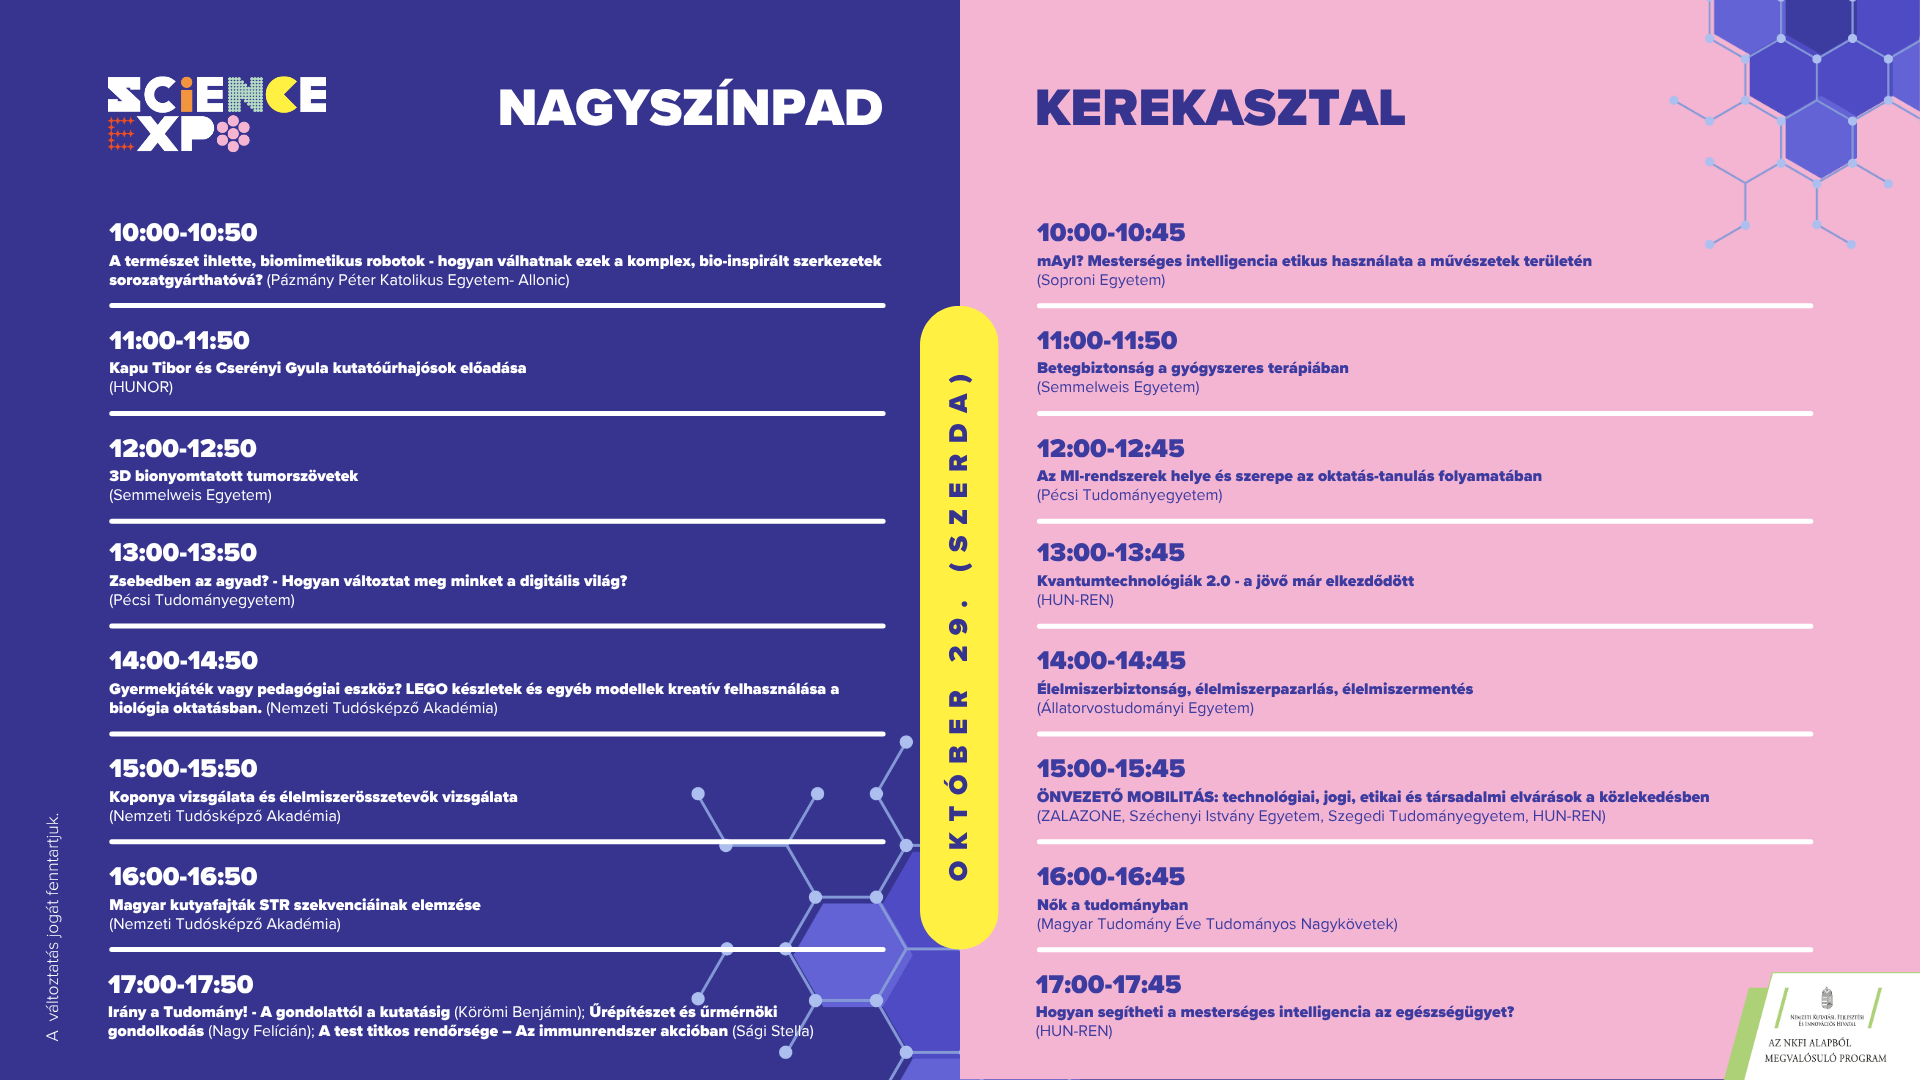 SCiENCE
EXPO
NAGYSZÍNPAD
10:00-10:50
A természet ihlette, biomimetikus robotok - hogyan válhatnak ezek a komplex, bio-inspirált szerkezetek
sorozatgyárthatóvá? (Pázmány Péter Katolikus Egyetem- Allonic)
11:00-11:50
Kapu Tibor és Cserényi Gyula kutatóűrhajósok előadása
(HUNOR)
12:00-12:50
3D bionyomtatott tumorszövetek
(Semmelweis Egyetem)
13:00-13:50
Zsebedben az agyad? - Hogyan változtat meg minket a digitális világ?
(Pécsi Tudományegyetem)
14:00-14:50
Gyermekjáték vagy pedagógiai eszköz? LEGO készletek és egyéb modellek kreatív felhasználása a
biológia oktatásban. (Nemzeti Tudósképző Akadémia)
15:00-15:50
Koponya vizsgálata és élelmiszerösszetevők vizsgálata
(Nemzeti Tudósképző Akadémia)
16:00-16:50
Magyar kutyafajták STR szekvenciáinak elemzése
(Nemzeti Tudósképző Akadémia)
17:00-17:50
Irány a Tudomány! - A gondolattól a kutatásig (Körömi Benjámin); Űrépítészet és űrmérnöki
gondolkodás (Nagy Felícián); A test titkos rendőrsége – Az immunrendszer akcióban (Sági Stella)
A változtatás jogát fenntartjuk.
OKTÓBER 29. (SZERDA)
KEREKASZTAL
10:00-10:45
mAyI? Mesterséges intelligencia etikus használata a művészetek területén
(Soproni Egyetem)
11:00-11:50
Betegbiztonság a gyógyszeres terápiában
(Semmelweis Egyetem)
12:00-12:45
Az MI-rendszerek helye és szerepe az oktatás-tanulás folyamatában
(Pécsi Tudományegyetem)
13:00-13:45
Kvantumtechnológiák 2.0 - a jövő már elkezdődött
(HUN-REN)
14:00-14:45
Élelmiszerbiztonság, élelmiszerpazarlás, élelmiszermentés
(Állatorvostudományi Egyetem)
15:00-15:45
ÖNVEZETŐ MOBILITÁS: technológiai, jogi, etikai és társadalmi elvárások a közlekedésben
(ZALAZONE, Széchenyi István Egyetem, Szegedi Tudományegyetem, HUN-REN)
16:00-16:45
Nők a tudományban
(Magyar Tudomány Éve Tudományos Nagykövetek)
17:00-17:45
Hogyan segítheti a mesterséges intelligencia az egészségügyet?
(HUN-REN)
Nemzeti Kutatási, Fejlesztési
És Innovációs Hivatal
AZ NKFI ALAPBÓL
MEGVALÓSULÓ PROGRAM